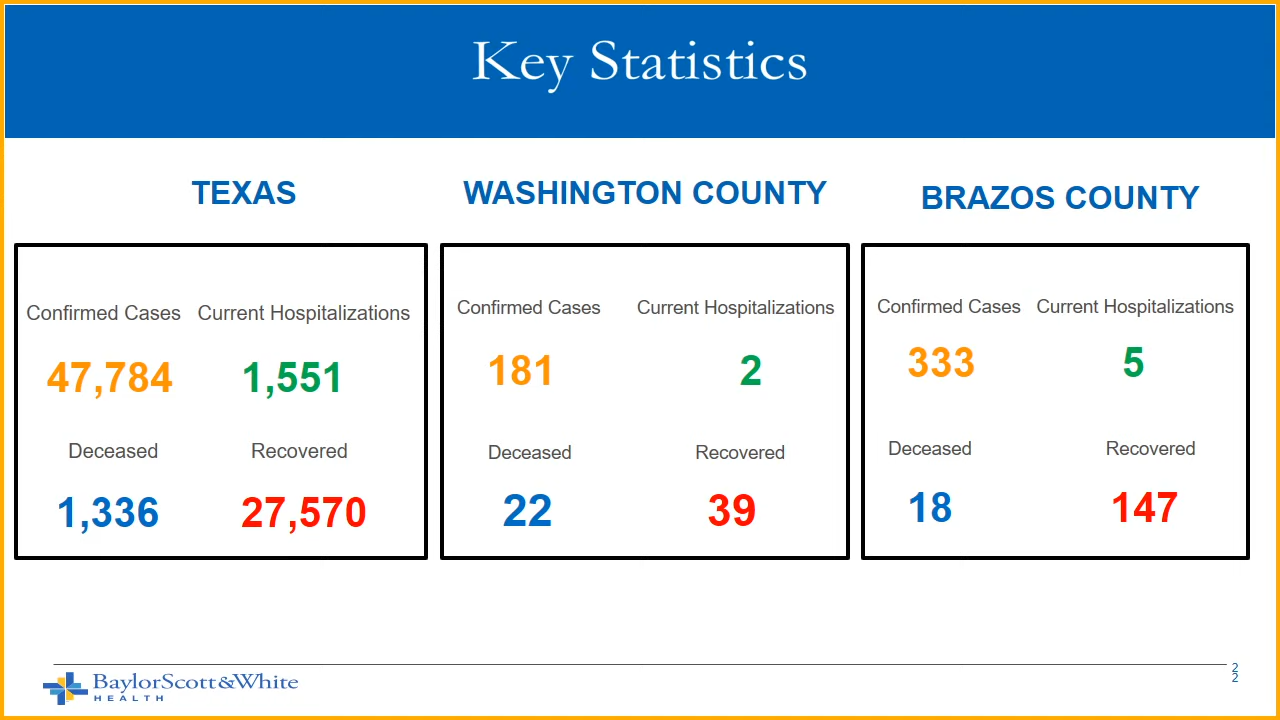 Key Statistics
TEXAS
Confirmed Cases Current Hospitalizations
47,784 1,551
Deceased Recovered
1,336 27,570
WASHINGTON COUNTY
Confirmed Cases Current Hospitalizations
181 2
Deceased Recovered
22 39
BRAZOS COUNTY
Confirmed Cases Current Hospitalizations
333 5
Deceased Recovered
18 147
BaylorScott&White
HEALTH
2
2